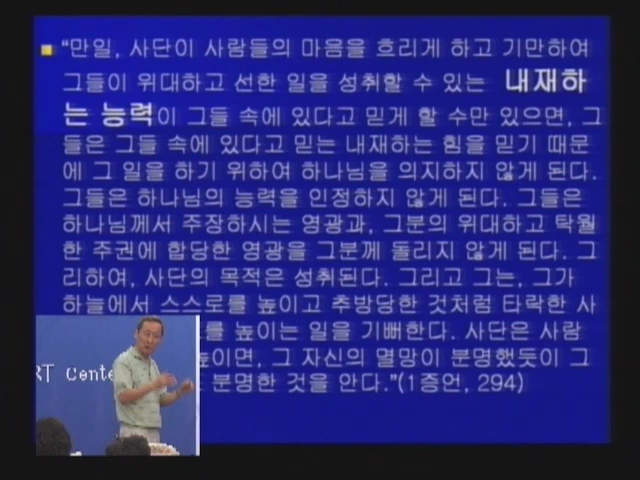 “만일, 사단이 사람들의 마음을 흐리게 하고 기만하여
그들이 위대하고 선한 일을 성취할 수 있는 내재하
는 능력이 그들 속에 있다고 믿게 할 수만 있으면, 그
들은 그들 속에 있다고 믿는 내재하는 힘을 믿기 때문
에 그 일을 하기 위하여 하나님을 의지하지 않게 된다.
그들은 하나님의 능력을 인정하지 않게 된다. 그들은
하나님께서 주장하시는 영광과, 그분의 위대하고 탁월
한 주권에 합당한 영광을 그분께 돌리지 않게 된다. 그
리하여, 사단의 목적은 성취된다. 그리고 그는, 그가
하늘에서 스스로를 높이고 추방당한 것처럼 타락한 사
를 높이는 일을 기뻐한다. 사단은 사람
높이면, 그 자신의 멸망이 분명했듯이 그
분명한 것을 안다.”(1증언, 294)
RT Cente